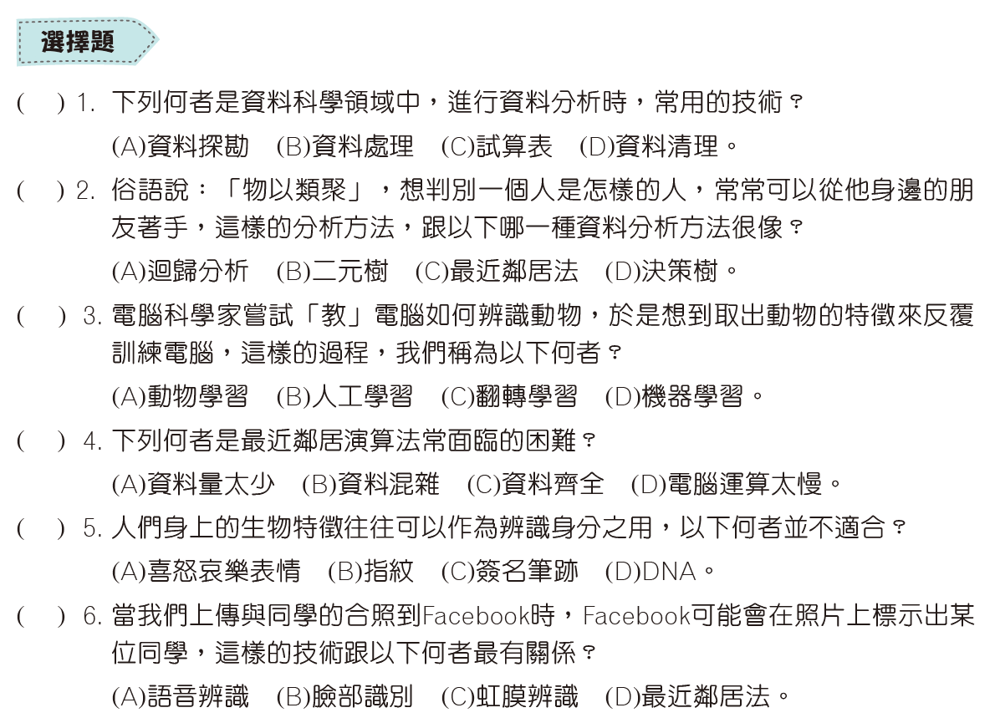 選擇題
(　) 1. 下列何者是資料科學領域中，進行資料分析時，常用的技術？
(A)資料探勘　(B)資料處理　(C)試算表　(D)資料清理。
(　) 2. 俗語說：「物以類聚」，想判別一個人是怎樣的人，常常可以從他身邊的朋
友著手，這樣的分析方法，跟以下哪一種資料分析方法很像？
(A)迴歸分析　(B)二元樹　(C)最近鄰居法　(D)決策樹。
(　) 3. 電腦科學家嘗試「教」電腦如何辨識動物，於是想到取出動物的特徵來反覆
訓練電腦，這樣的過程，我們稱為以下何者？
(A)動物學習　(B)人工學習　(C)翻轉學習　(D)機器學習。
(　) 4. 下列何者是最近鄰居演算法常面臨的困難？
(A)資料量太少　(B)資料混雜　(C)資料齊全　(D)電腦運算太慢。
(　) 5. 人們身上的生物特徵往往可以作為辨識身分之用，以下何者並不適合？
(A)喜怒哀樂表情　(B)指紋　(C)簽名筆跡　(D)DNA。
(　) 6. 當我們上傳與同學的合照到Facebook時，Facebook可能會在照片上標示出某
位同學，這樣的技術跟以下何者最有關係？
(A)語音辨識　(B)臉部識別　(C)虹膜辨識　(D)最近鄰居法。